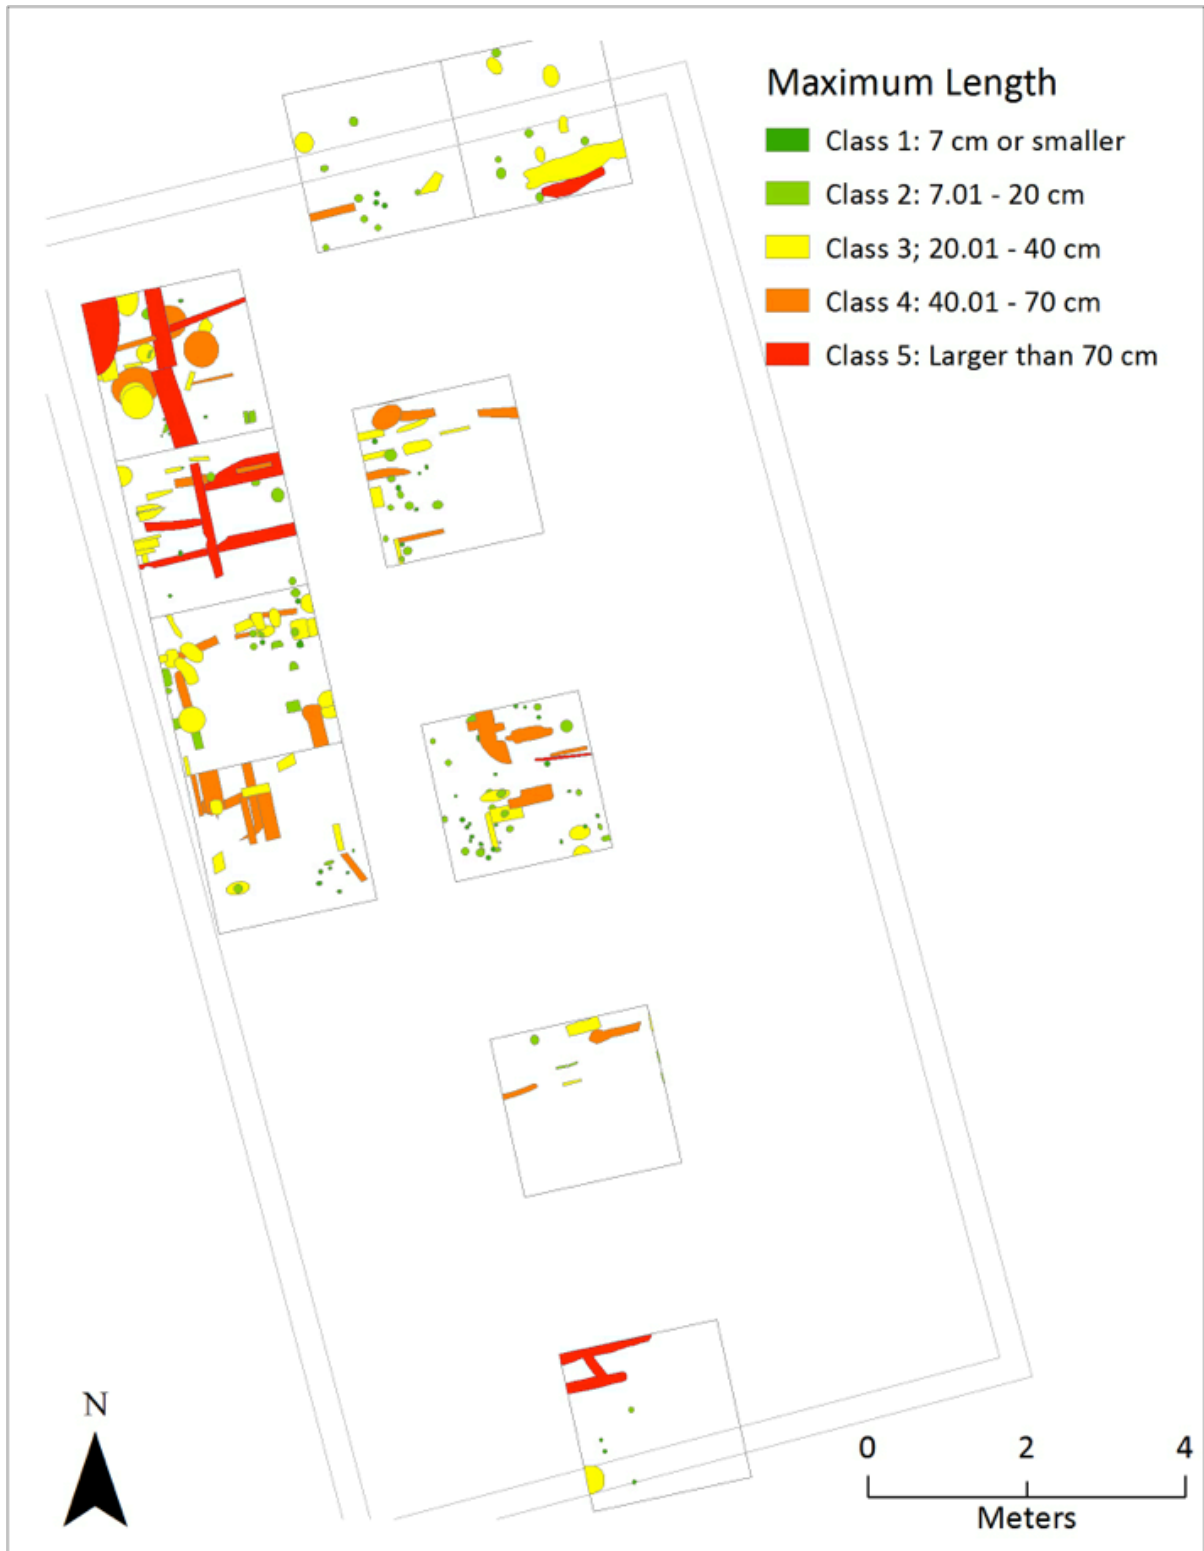 Maximum Length
Class 1: 7 cm or smaller
Class 2: 7.01 - 20 cm
Class 3; 20.01 - 40 cm
Class 4: 40.01 - 70 cm
Class 5: Larger than 70 cm
N
0 2 4
Meters